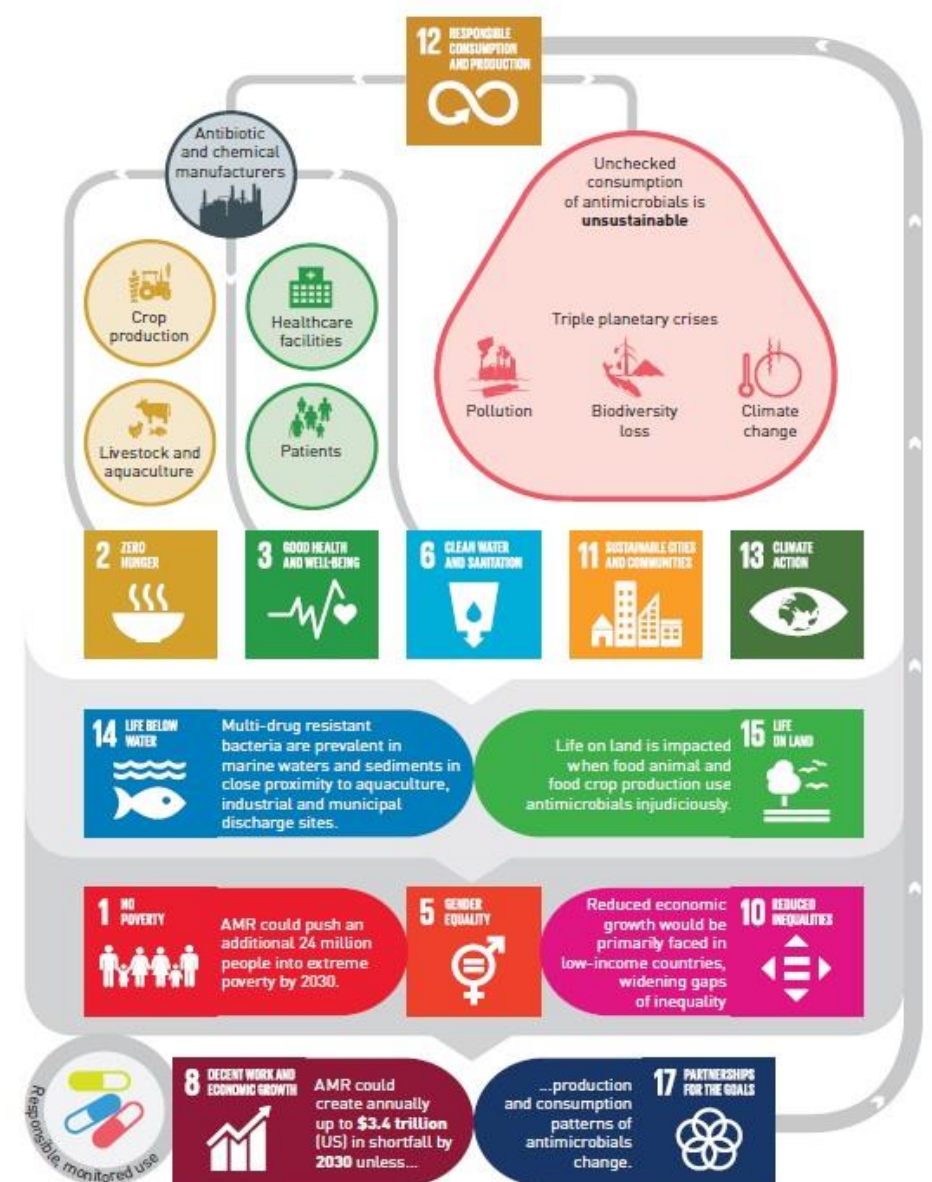 12 RESPONSIBLE
CONSUMPTION
AND PRODUCTION
Antibiotic
and chemical
manufacturers
Unchecked
consumption
of antimicrobials is
unsustainable
Crop
production
Healthcare
facilities
Triple planetary crises
Pollution
Biodiversity
loss
Climate
change
Livestock and
aquaculture
Patients
2 ZERO
HUNGER
3 GOOD HEALTH
AND WELL-BEING
6 CLEAN WATER
AND SANITATION
11 SUSTAINABLE CITIES
AND COMMUNITIES
13 CLIMATE
ACTION
14 LIFE BELOW
WATER
Multi-drug resistant
bacteria are prevalent in
marine waters and sediments in
close proximity to aquaculture,
industrial and municipal
discharge sites.
Life on land is impacted
when food animal and
food crop production use
antimicrobials injudiciously.
15 LIFE
ON LAND
1 NO
POVERTY
AMR could push an
additional 24 million
people into extreme
poverty by 2030.
5 GENDER
EQUALITY
Reduced economic
growth would be
primarily faced in
low-income countries,
widening gaps
of inequality
10 REDUCED
INEQUALITIES
Responsible, monitored use
8 DECENT WORK AND
ECONOMIC GROWTH
AMR could
create annually
up to $3.4 trillion
(US) in shortfall by
2030 unless...
...production
and consumption
patterns of
antimicrobials
change.
17 PARTNERSHIPS
FOR THE GOALS